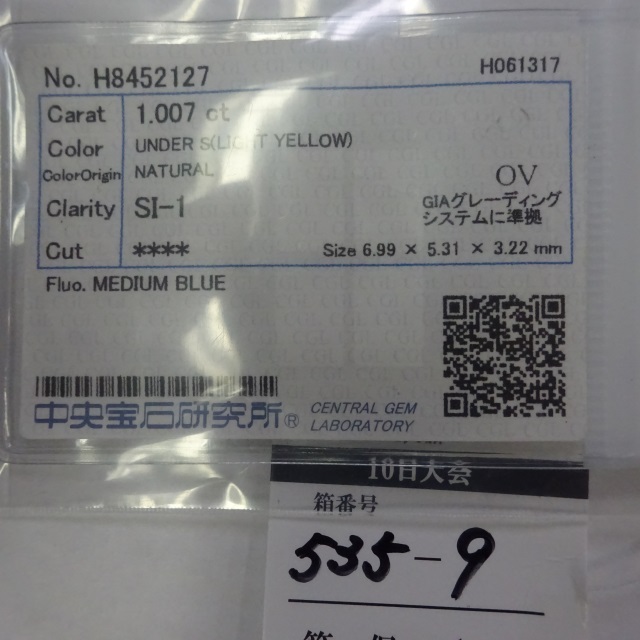 No. H8452127 H061317
Carat 1.007 ct
Color UNDER S(LIGHT YELLOW)
ColorOrigin NATURAL
OV
Clarity SI-1 GIAグレーディング
システムに準拠
Cut **** Size 6.99 × 5.31 × 3.22 mm
Fluo. MEDIUM BLUE
中央宝石研究所® CENTRAL GEM
LABORATORY
10日大会
箱番号
535-9